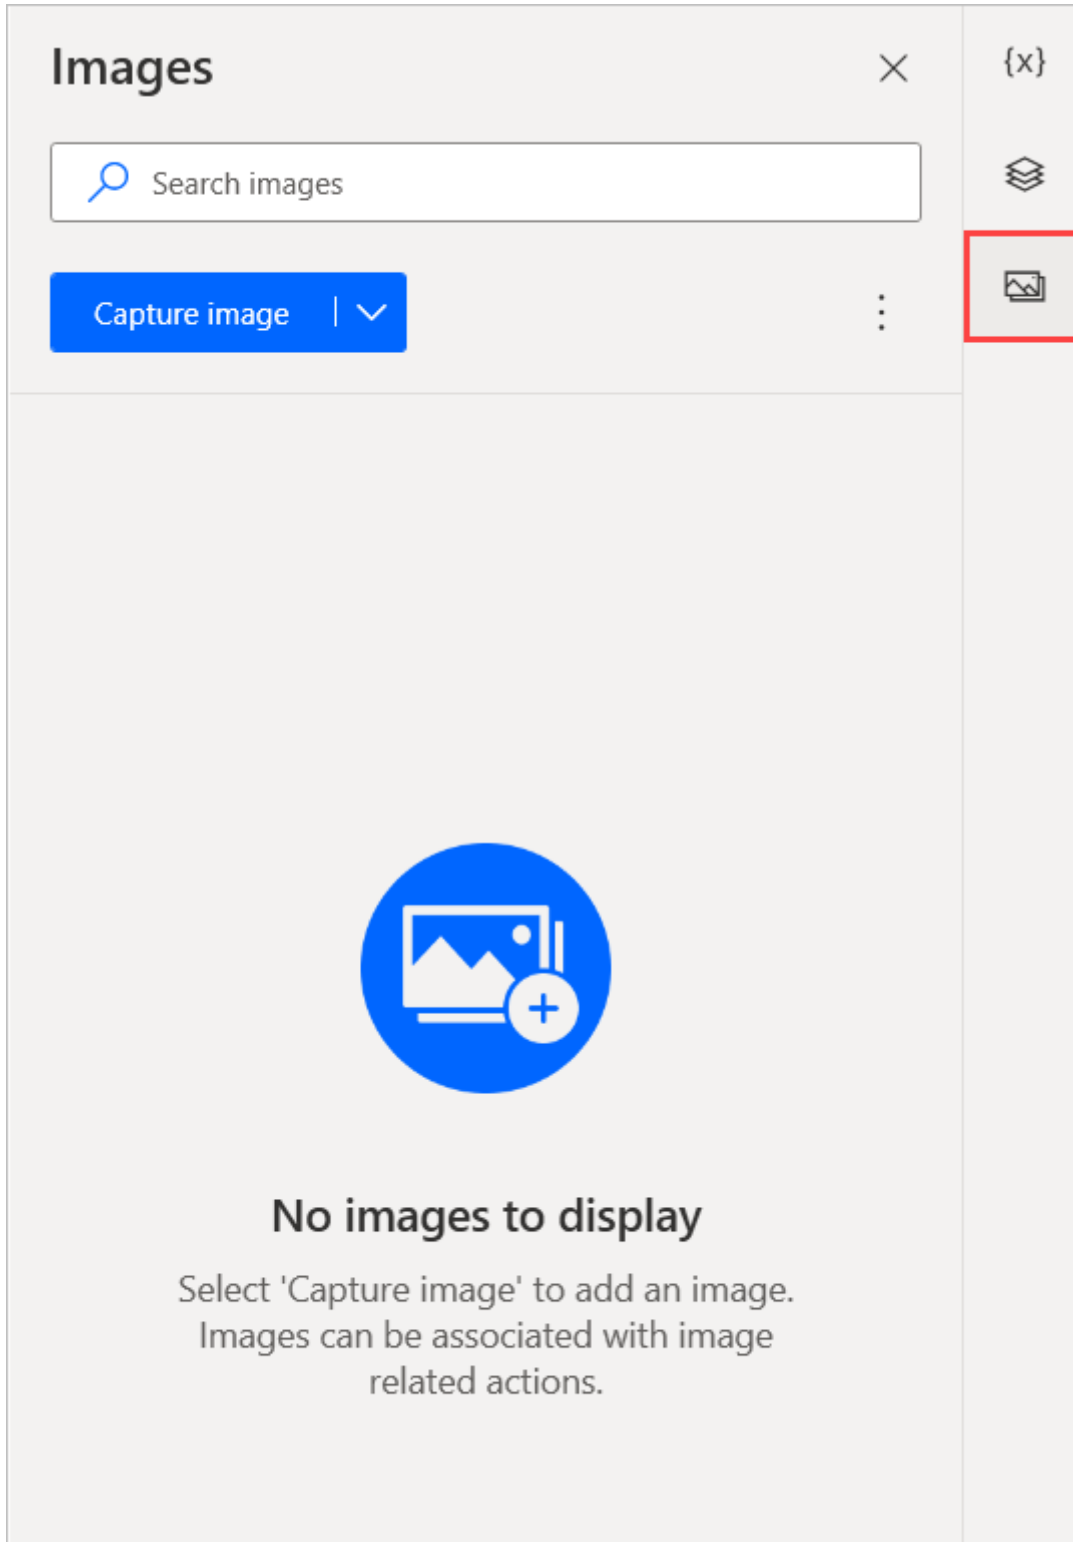 Images
{x}
Search images
Capture image
No images to display
Select 'Capture image' to add an image.
Images can be associated with image
related actions.